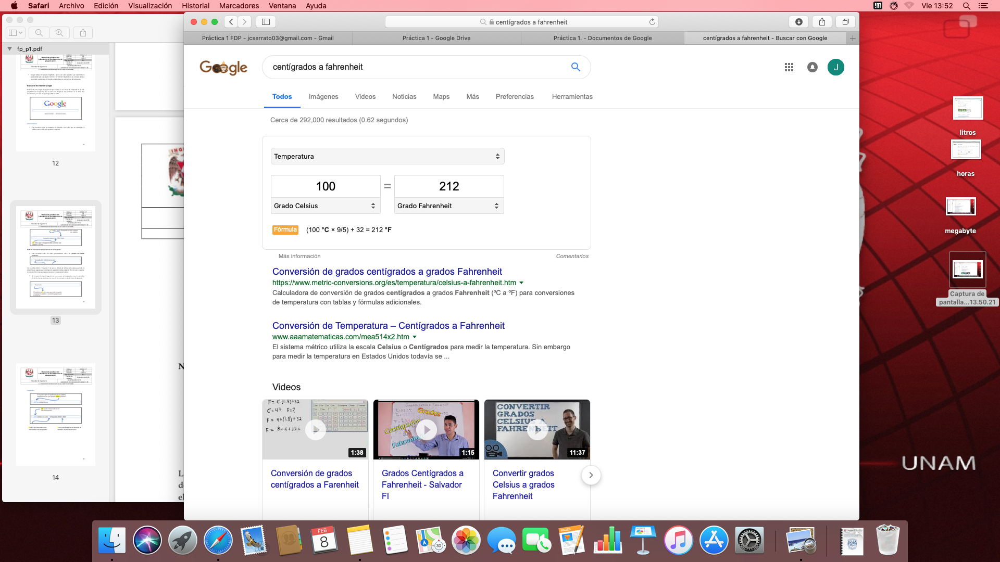 Safari Archivo Edición Visualización Historial Marcadores Ventana Ayuda
Vie 13:52
fp_p1.pdf
Google
12
13
14
centígrados a fahrenheit
Práctica 1 FDP - jcserrato03@gmail.com - Gmail
Práctica 1 - Google Drive
Práctica 1. - Documentos de Google
centígrados a fahrenheit - Buscar con Google
Google
centígrados a fahrenheit
J
Todos Imágenes Videos Noticias Maps Más Preferencias Herramientas
Cerca de 292,000 resultados (0.62 segundos)
Temperatura
100 = 212
Grado Celsius
Grado Fahrenheit
Fórmula (100 °C × 9/5) + 32 = 212 °F
Más información
Comentarios
Conversión de grados centígrados a grados Fahrenheit
https://www.metric-conversions.org/es/temperatura/celsius-a-fahrenheit.htm
Calculadora de conversión de grados centígrados a grados Fahrenheit (ºC a ºF) para conversiones
de temperatura con tablas y fórmulas adicionales.
Conversión de Temperatura – Centígrados a Fahrenheit
www.aaamatematicas.com/mea514x2.htm
El sistema métrico utiliza la escala Celsius o Centígrados para medir la temperatura. Sin embargo
para medir la temperatura en Estados Unidos todavía se ...
Videos
F= C(1.8)+32
C=47 F=?
F = 47(1.8)+32
F= 84.6+32=
1:38
Grados
Centígrados
a
Fahrenheit
1:15
CONVERTIR
GRADOS
CELSIUS A
FAHRENHEIT
11:37
Conversión de grados
centígrados a Farenheit
Grados Centígrados a
Fahrenheit - Salvador
FI
Convertir grados
Celsius a grados
Fahrenheit
litros
horas
megabyte
Captura de
pantalla...13.50.21
UNAM
FEB
8
3D
PAGES